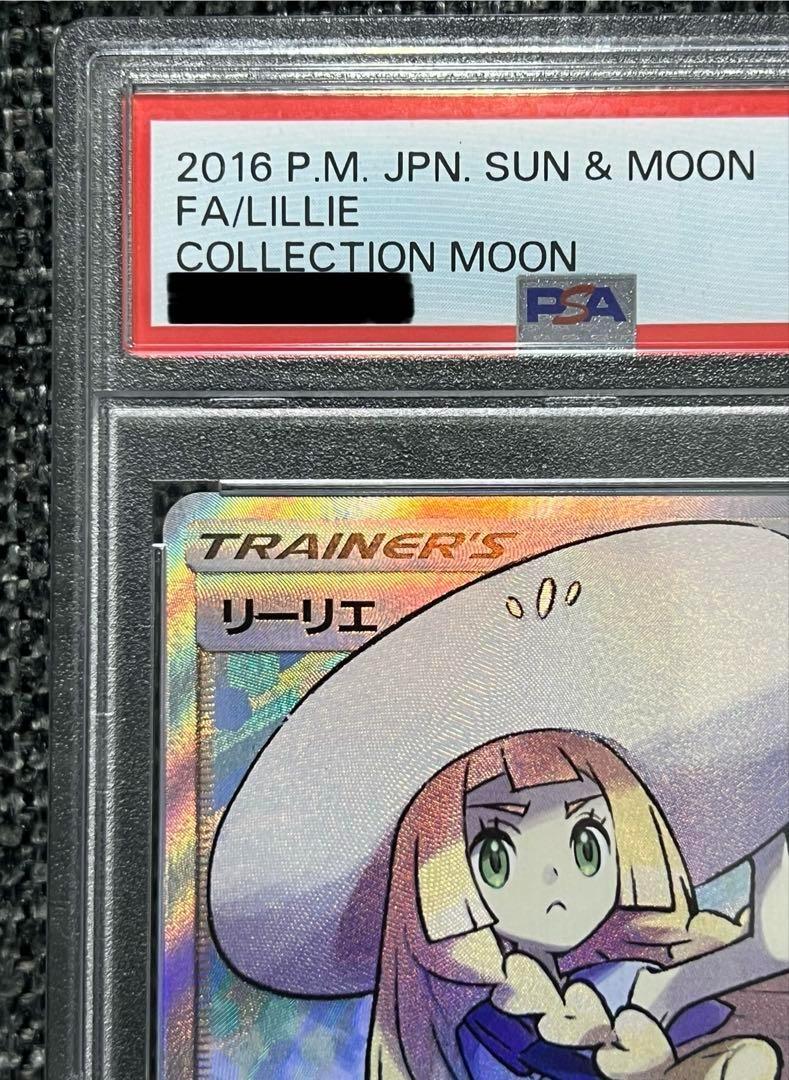 2016 P.M. JPN. SUN & MOON
FA/LILLIE
COLLECTION MOON
PSA
TRAINER'S
リーリエ